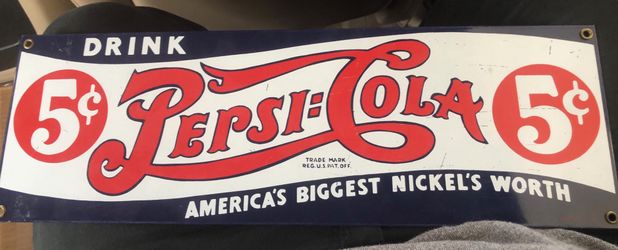 DRINK
5¢ PEPSI=COLA 5¢
TRADE MARK
REG. U.S. PAT. OFF.
AMERICA'S BIGGEST NICKEL'S WORTH